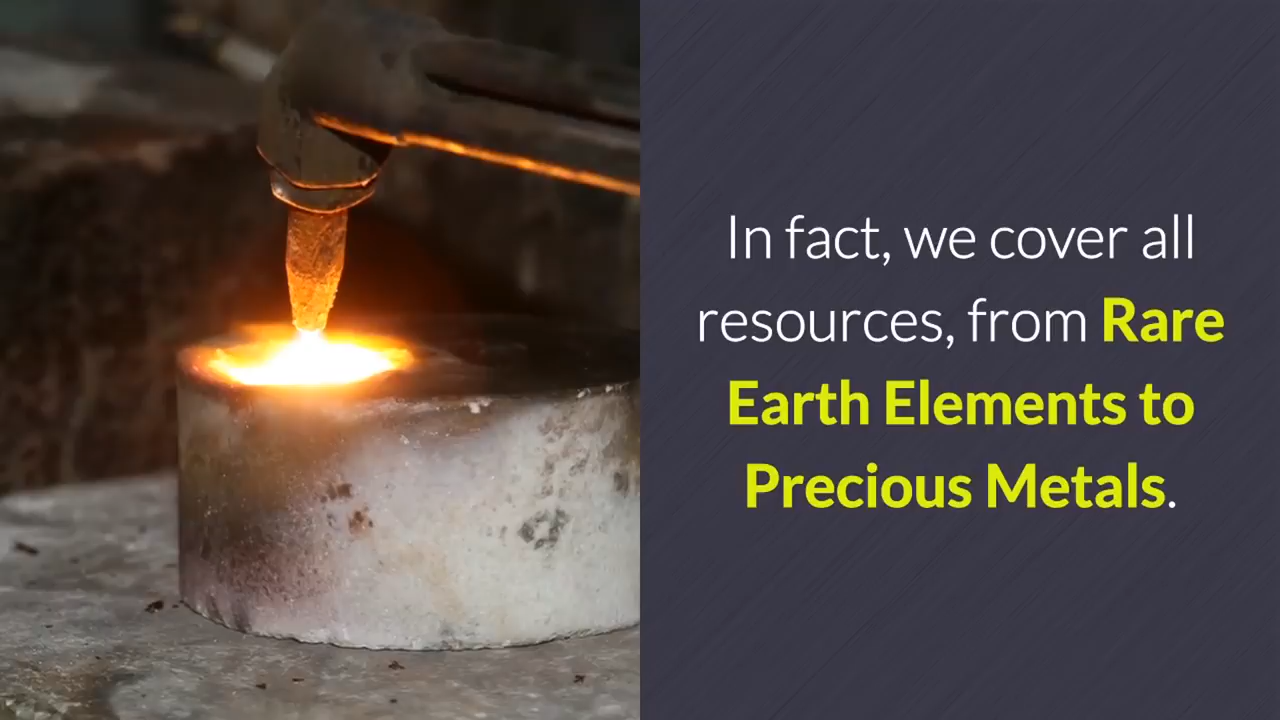 In fact, we cover all
resources, from Rare
Earth Elements to
Precious Metals.